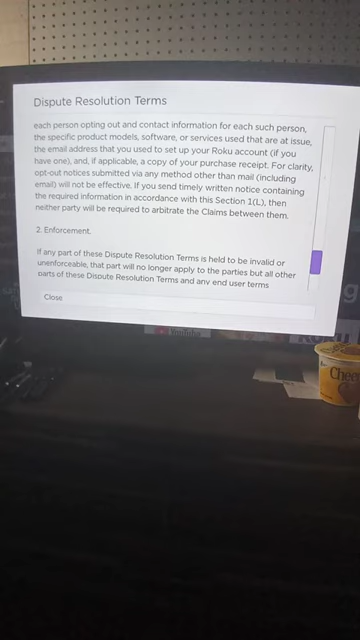 Dispute Resolution Terms
each person opting out and contact information for each such person,
the specific product models, software, or services used that are at issue,
the email address that you used to set up your Roku account (if you
have one), and, if applicable, a copy of your purchase receipt. For clarity,
opt-out notices submitted via any method other than mail (including
email) will not be effective. If you send timely written notice containing
the required information in accordance with this Section 1(L), then
neither party will be required to arbitrate the Claims between them.
2. Enforcement.
If any part of these Dispute Resolution Terms is held to be invalid or
unenforceable, that part will no longer apply to the parties but all other
parts of these Dispute Resolution Terms and any end user terms
Close
YouTube
Chee